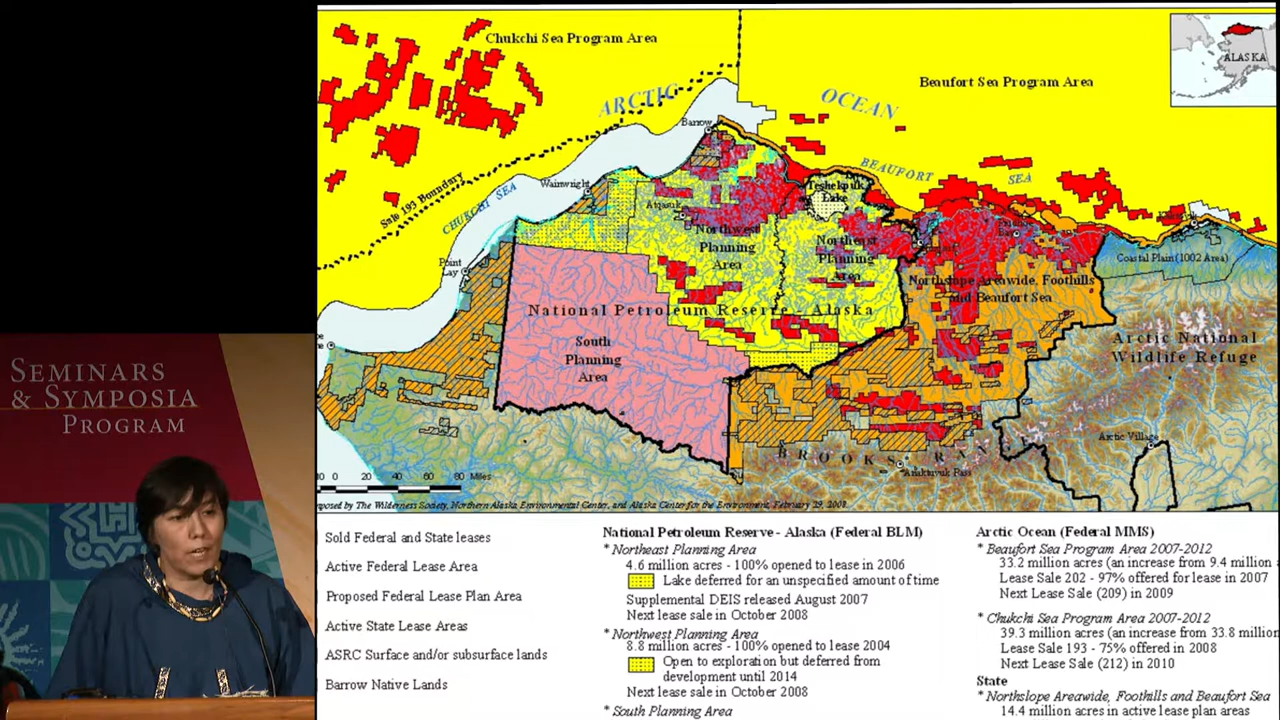 SEMINARS
& SYMPOSIA
PROGRAM
Chukchi Sea Program Area
Beaufort Sea Program Area
ALASKA
ARCTIC
OCEAN
Barrow
BEAUFORT
SEA
Sale 193 Boundary
CHUKCHI SEA
Wainwright
Teshekpuk
Lake
Atqasuk
Northwest
Planning
Area
Northeast
Planning
Area
Point
Lay
Coastal Plain (1002 Area)
Northslope Areawide, Foothills
and Beaufort Sea
National Petroleum Reserve - Alaska
South
Planning
Area
Arctic National
Wildlife Refuge
Arctic Village
BROOKS RAN
Anaktuvuk Pass
0 20 40 60 80 Miles
posed by The Wilderness Society, Northern Alaska Environmental Center, and Alaska Center for the Environment, February 29, 2008.
Sold Federal and State leases
Active Federal Lease Area
Proposed Federal Lease Plan Area
Active State Lease Areas
ASRC Surface and/or subsurface lands
Barrow Native Lands
National Petroleum Reserve - Alaska (Federal BLM)
* Northeast Planning Area
4.6 million acres - 100% opened to lease in 2006
Lake deferred for an unspecified amount of time
Supplemental DEIS released August 2007
Next lease sale in October 2008
* Northwest Planning Area
8.8 million acres - 100% opened to lease 2004
Open to exploration but deferred from
development until 2014
Next lease sale in October 2008
* South Planning Area
Arctic Ocean (Federal MMS)
* Beaufort Sea Program Area 2007-2012
33.2 million acres (an increase from 9.4 million
Lease Sale 202 - 97% offered for lease in 2007
Next Lease Sale (209) in 2009
* Chukchi Sea Program Area 2007-2012
39.3 million acres (an increase from 33.8 million
Lease Sale 193 - 75% offered in 2008
Next Lease Sale (212) in 2010
State
* Northslope Areawide, Foothills and Beaufort Sea
14.4 million acres in active lease plan areas